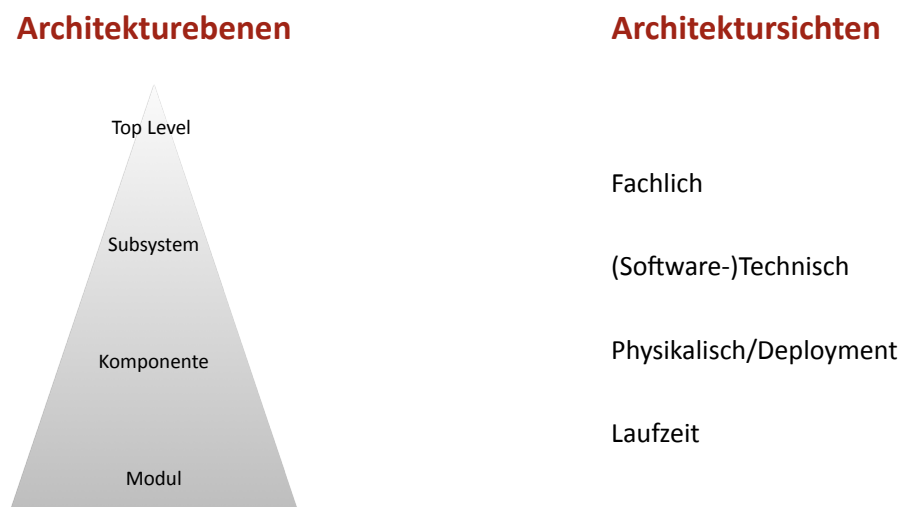 Architekturebenen
Top Level
Subsystem
Komponente
Modul
Architektursichten
Fachlich
(Software-)Technisch
Physikalisch/Deployment
Laufzeit